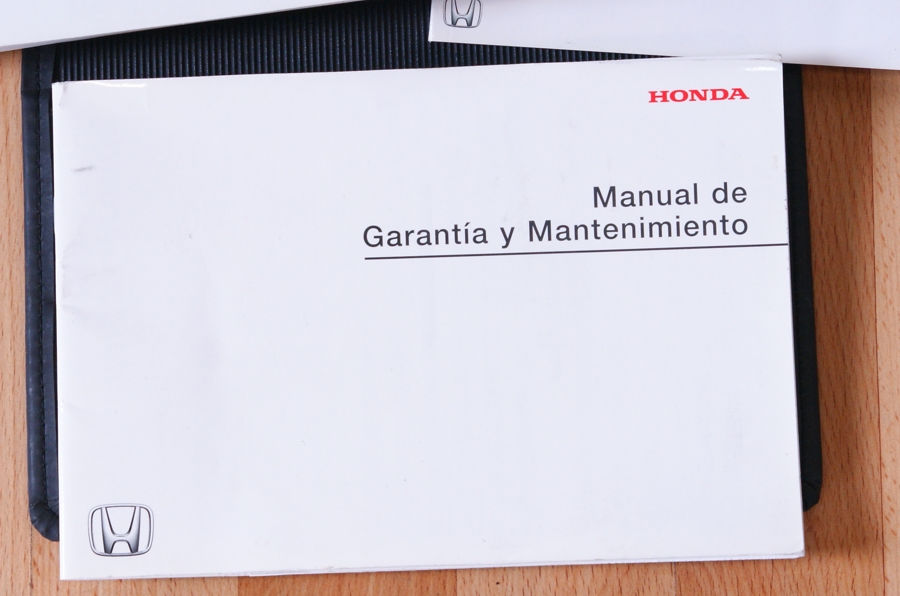 HONDA
Manual de
Garantía y Mantenimiento